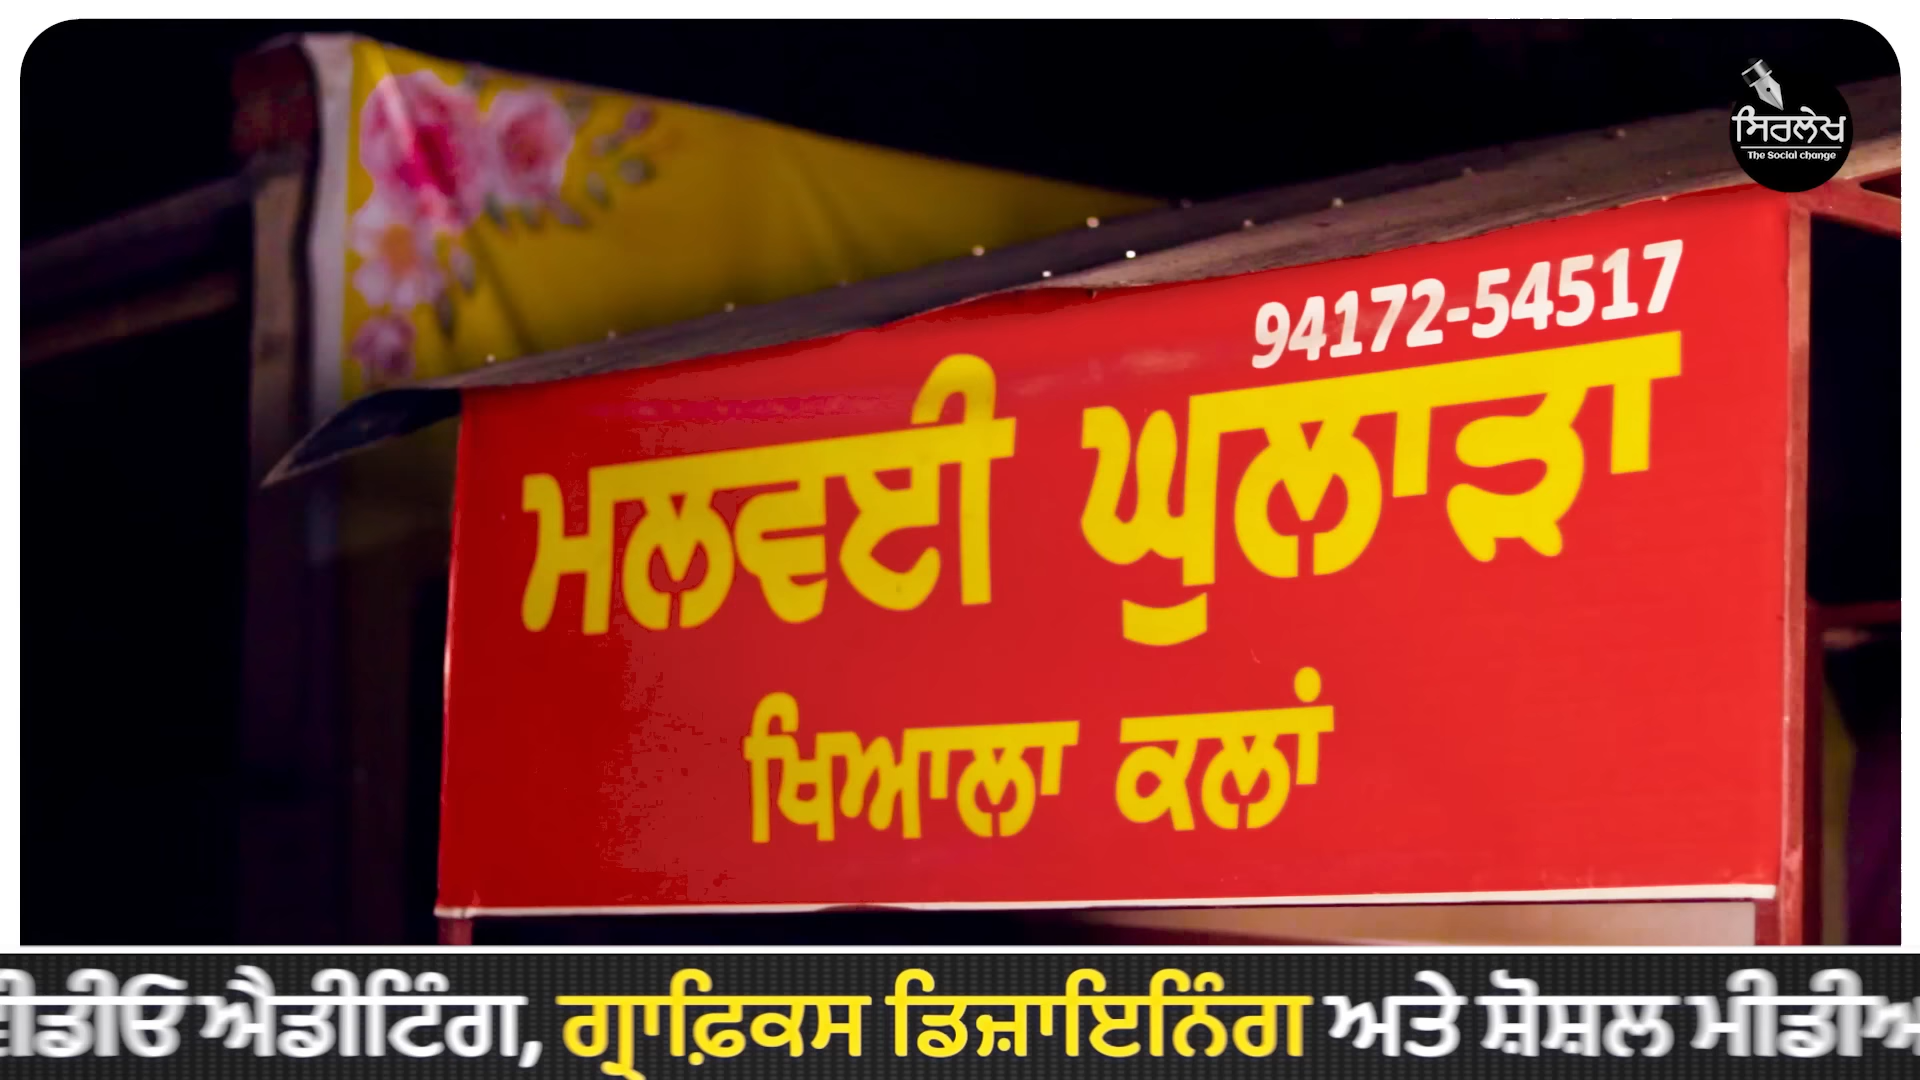 ਸਿਰਲੇਖ
The Social change
94172-54517
ਮਲਵਈ ਘੁਲਾੜਾ
ਖਿਆਲਾ ਕਲਾਂ
ਐਡੀਟਿੰਗ, ਗ੍ਰਾਫ਼ਿਕਸ ਡਿਜ਼ਾਇਨਿੰਗ ਅਤੇ ਸ਼ੋਸ਼ਲ